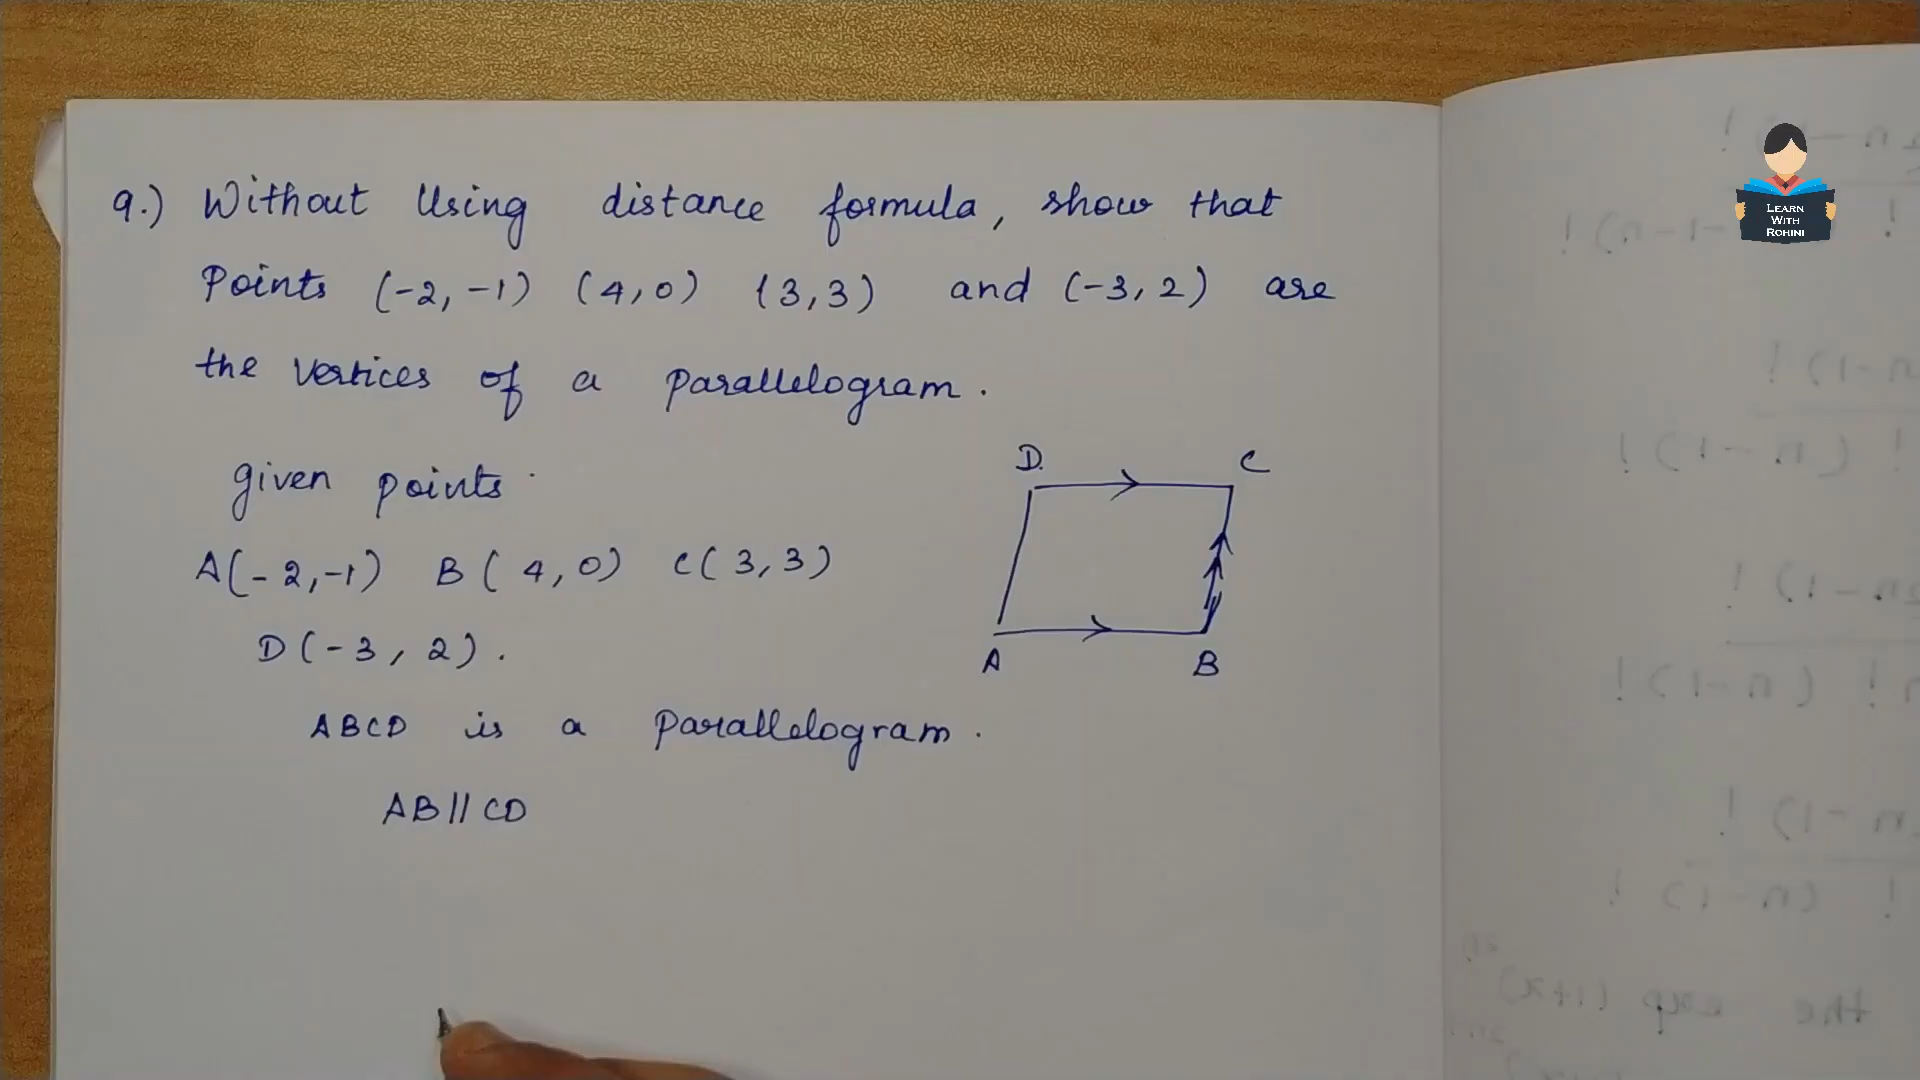 9.) Without Using distance formula, show that
Points (-2,-1) (4,0) (3,3) and (-3,2) are
the vertices of a parallelogram.
given points
A(-2,-1) B(4,0) C(3,3)
D(-3,2).
ABCD is a parallelogram.
AB||CD
D
C
A
B
LEARN
WITH
ROHINI